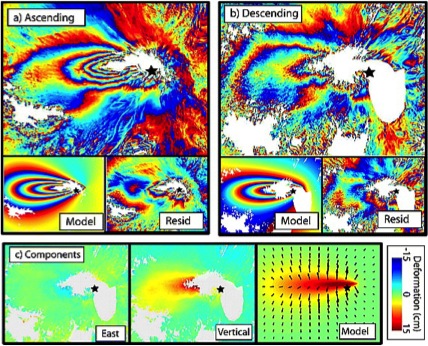 a) Ascending
b) Descending
Model
Resid
Model
Resid
c) Components
East
Vertical
Model
-15
0
15
Deformation (cm)